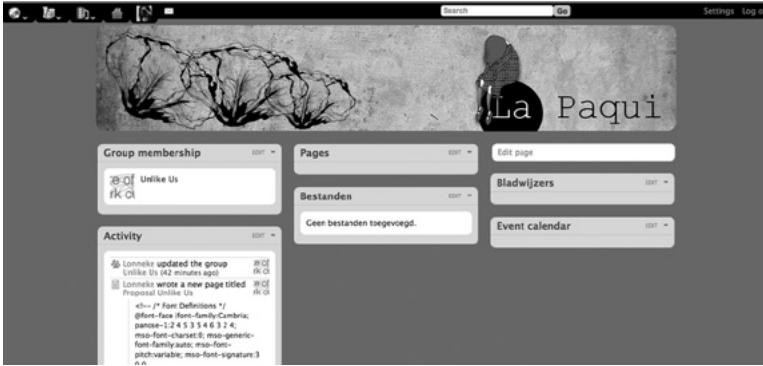 Search
Go
Settings Log o
La Paqui
Group membership
EDIT
Unlike Us
Activity
EDIT
Lonneke updated the group
Unlike Us (42 minutes ago)
Lonneke wrote a new page titled
Proposal Unlike Us
<!-- /* Font Definitions */
@font-face {font-family:Cambria;
panose-1:2 4 5 3 5 4 6 3 2 4;
mso-font-charset:0; mso-generic-
font-family:auto; mso-font-
pitch:variable; mso-font-signature:3
0 0
Pages
EDIT
Bestanden
EDIT
Geen bestanden toegevoegd.
Edit page
Bladwijzers
EDIT
Event calendar
EDIT